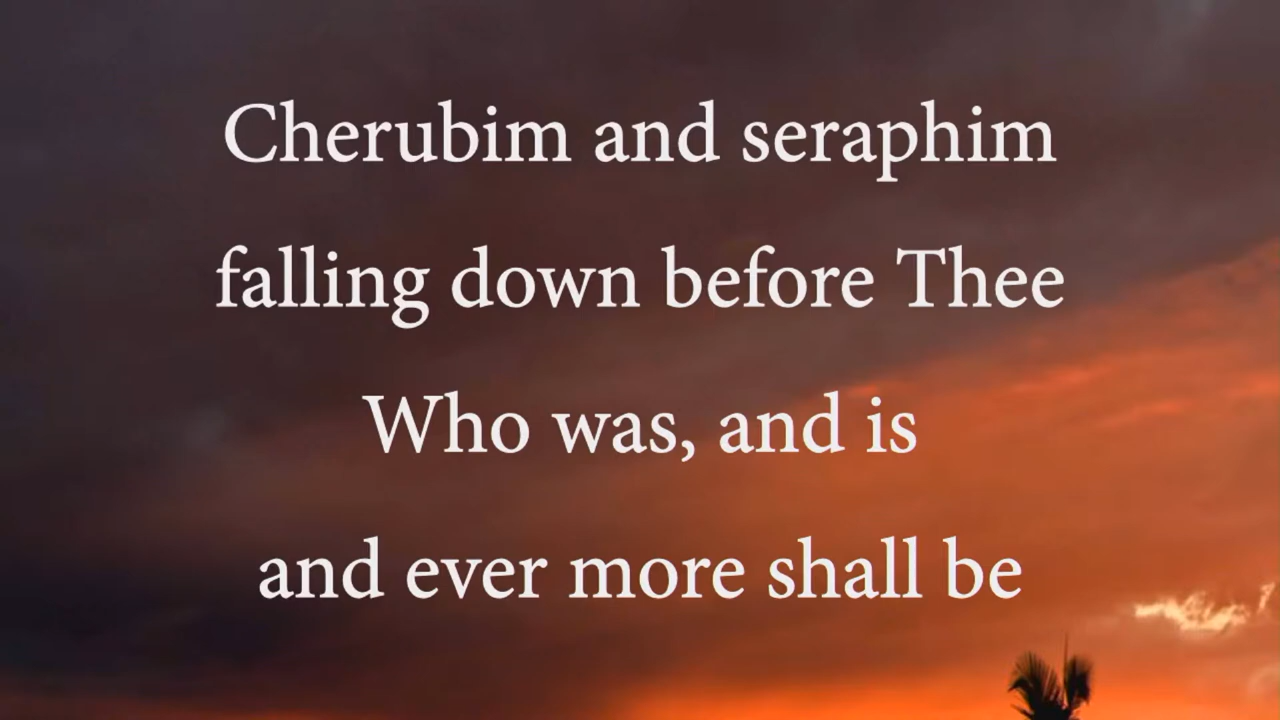 Cherubim and seraphim
falling down before Thee
Who was, and is
and ever more shall be